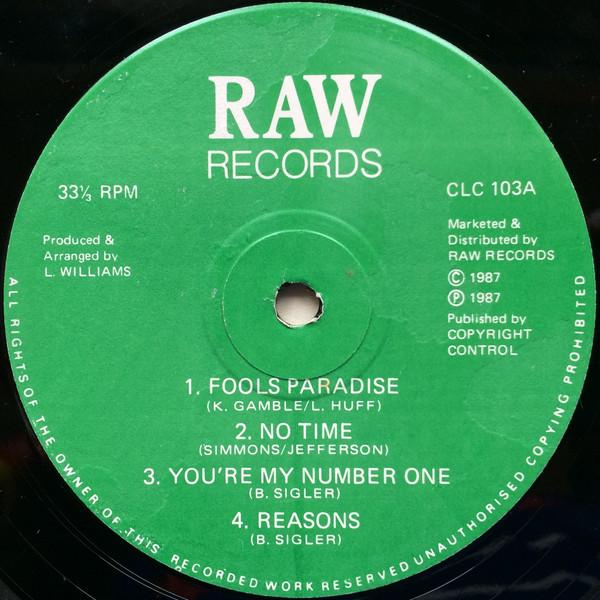 RAW
RECORDS
33⅓ RPM
CLC 103A
Produced &
Arranged by
L. WILLIAMS
Marketed &
Distributed by
RAW RECORDS
© 1987
℗ 1987
Published by
COPYRIGHT
CONTROL
1. FOOLS PARADISE
(K. GAMBLE/L. HUFF)
2. NO TIME
(SIMMONS/JEFFERSON)
3. YOU'RE MY NUMBER ONE
(B. SIGLER)
4. REASONS
(B. SIGLER)
ALL RIGHTS OF THE OWNER OF THIS RECORDED WORK RESERVED UNAUTHORISED COPYING PROHIBITED